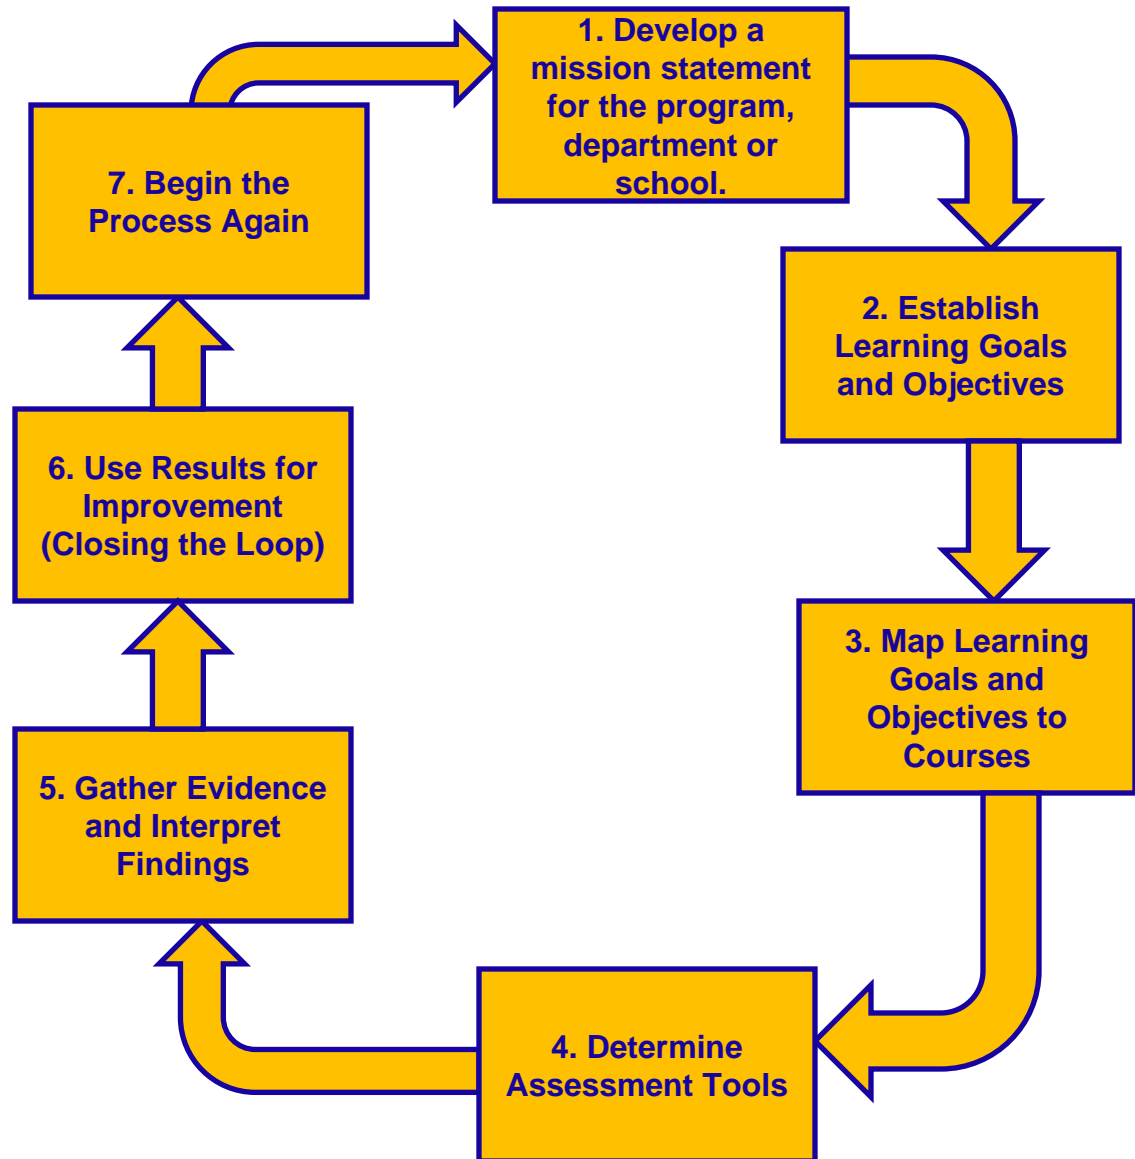 1. Develop a
mission statement
for the program,
department or
school.
2. Establish
Learning Goals
and Objectives
3. Map Learning
Goals and
Objectives to
Courses
4. Determine
Assessment Tools
5. Gather Evidence
and Interpret
Findings
6. Use Results for
Improvement
(Closing the Loop)
7. Begin the
Process Again